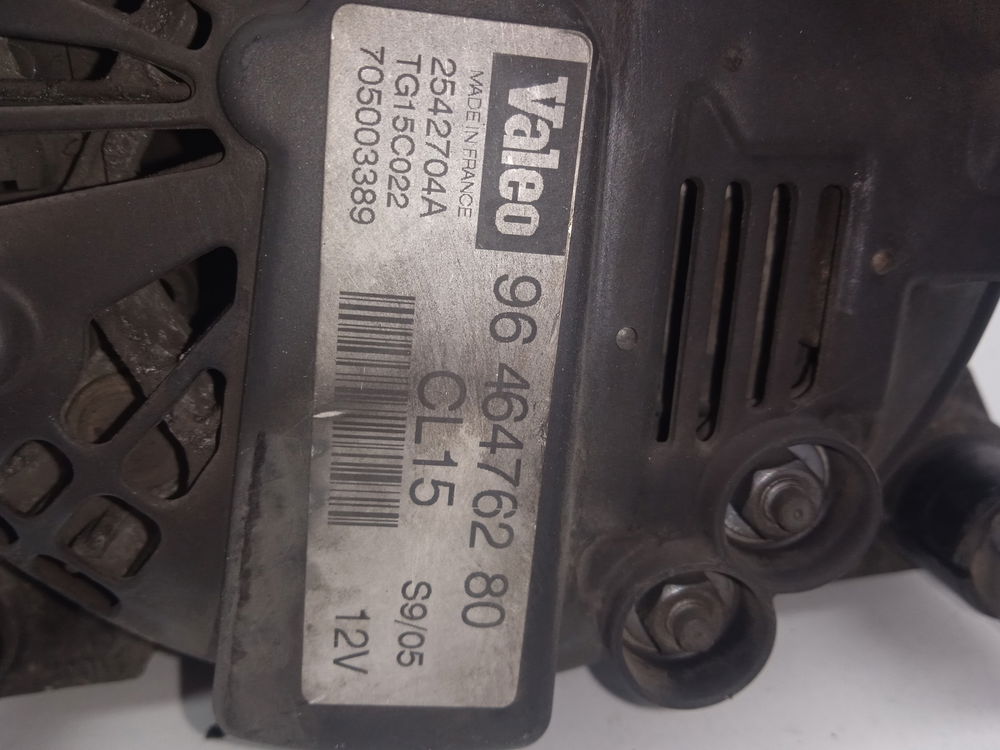 Valeo
MADE IN FRANCE
2542704A
TG15C022
705003389
96 464762 80
CL15
S9/05
12V